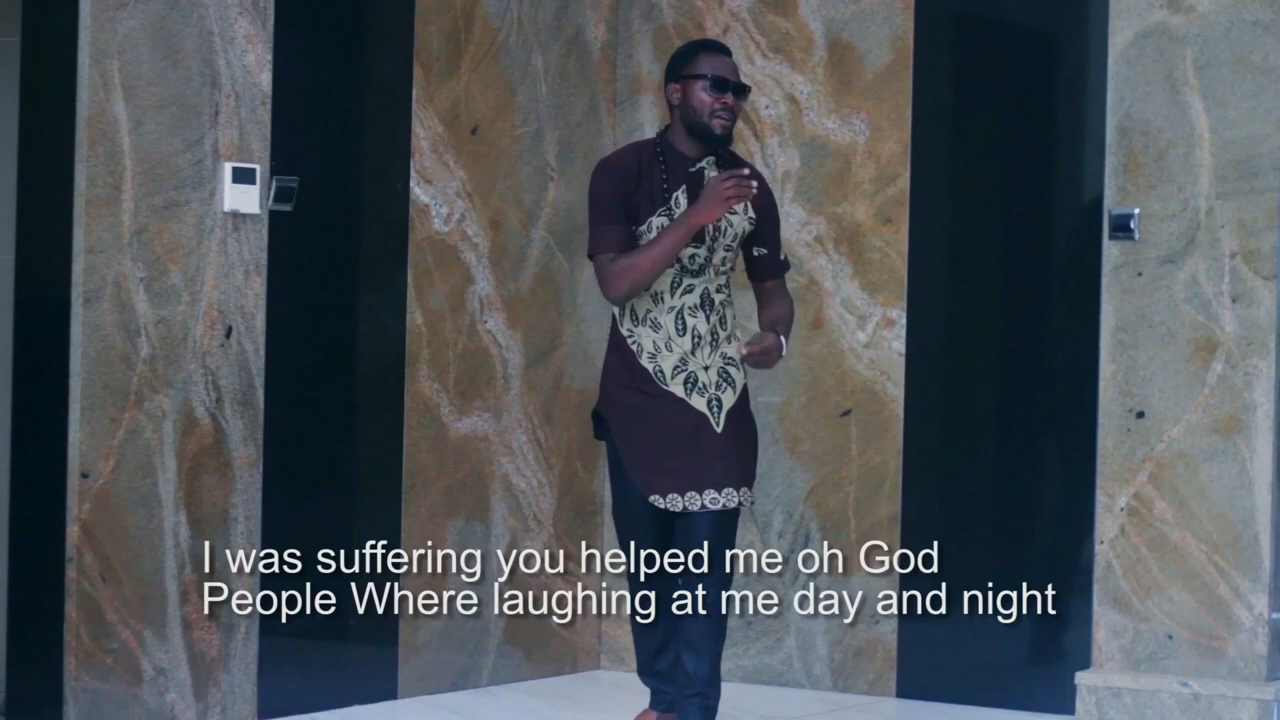 I was suffering you helped me oh God
People Where laughing at me day and night